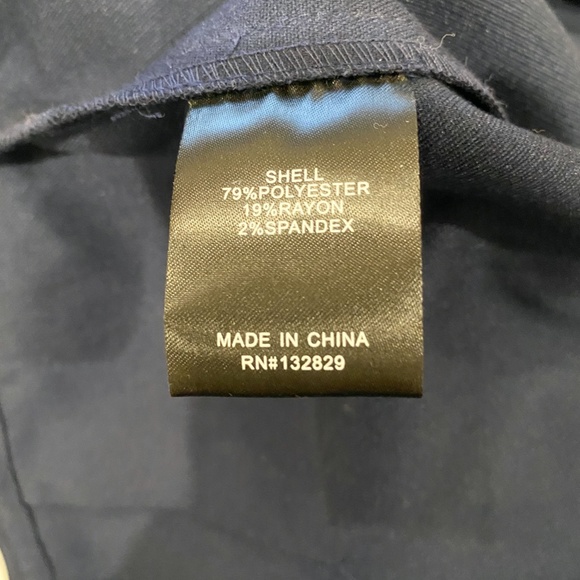 SHELL
79%POLYESTER
19%RAYON
2%SPANDEX
MADE IN CHINA
RN#132829